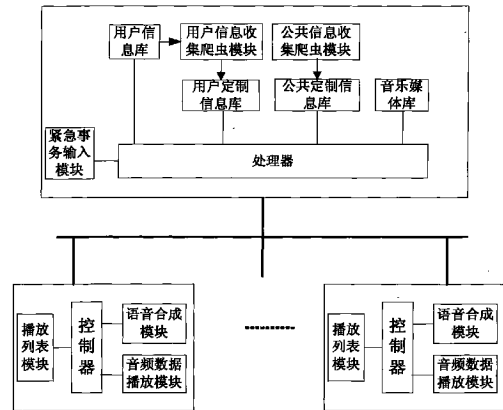 用户信
息库
用户信息收
集爬虫模块
公共信息收
集爬虫模块
用户定制
信息库
公共定制信
息库
音乐媒
体库
紧急事
务输入
模块
处理器
播放
列表
模块
控
制
器
语音合成
模块
音频数据
播放模块
播放
列表
模块
控
制
器
语音合成
模块
音频数据
播放模块